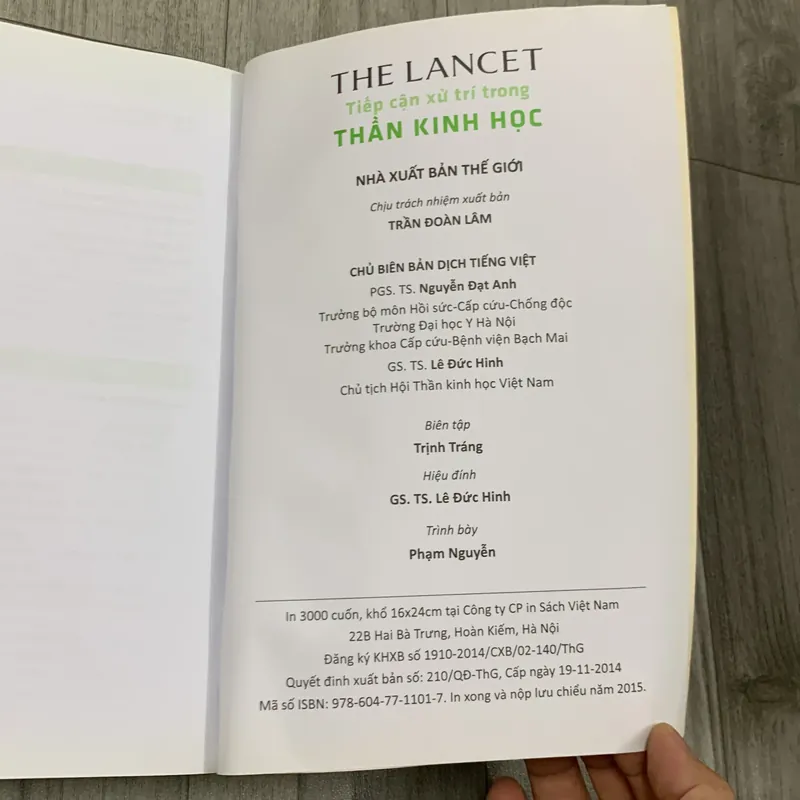 THE LANCET
Tiếp cận xử trí trong
THẦN KINH HỌC
NHÀ XUẤT BẢN THẾ GIỚI
Chịu trách nhiệm xuất bản
TRẦN ĐOÀN LÂM
CHỦ BIÊN BẢN DỊCH TIẾNG VIỆT
PGS. TS. Nguyễn Đạt Anh
Trưởng bộ môn Hồi sức-Cấp cứu-Chống độc
Trường Đại học Y Hà Nội
Trưởng khoa Cấp cứu-Bệnh viện Bạch Mai
GS. TS. Lê Đức Hinh
Chủ tịch Hội Thần kinh học Việt Nam
Biên tập
Trịnh Tráng
Hiệu đính
GS. TS. Lê Đức Hinh
Trình bày
Phạm Nguyễn
In 3000 cuốn, khổ 16x24cm tại Công ty CP in Sách Việt Nam
22B Hai Bà Trưng, Hoàn Kiếm, Hà Nội
Đăng ký KHXB số 1910-2014/CXB/02-140/ThG
Quyết đinh xuất bản số: 210/QĐ-ThG, Cấp ngày 19-11-2014
Mã số ISBN: 978-604-77-1101-7. In xong và nộp lưu chiểu năm 2015.